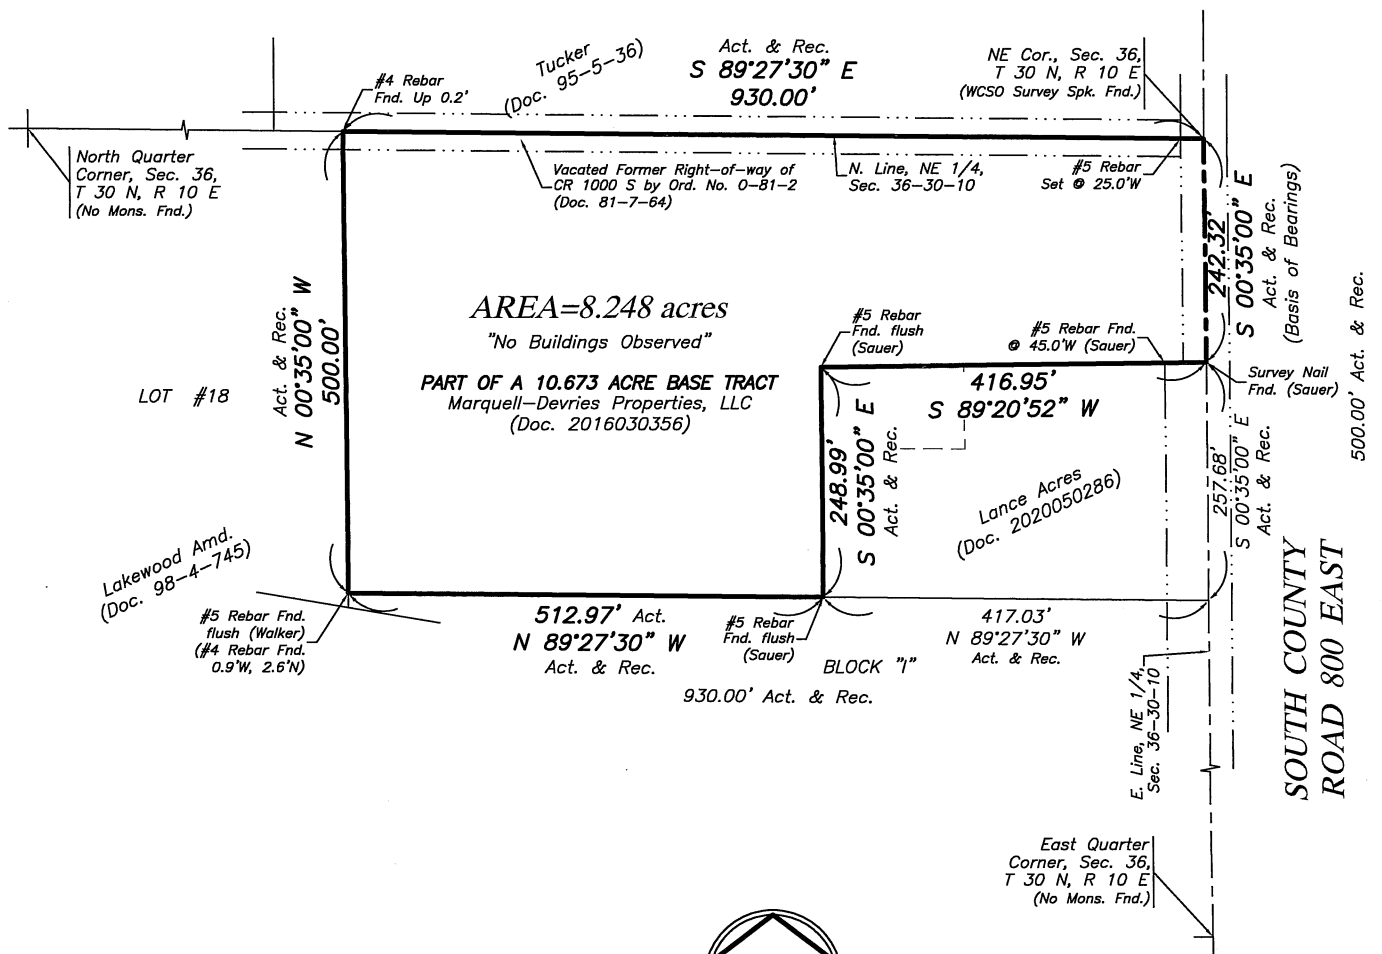 Tucker
(Doc. 95-5-36)
Act. & Rec.
S 89°27'30" E
930.00'
NE Cor., Sec. 36,
T 30 N, R 10 E
(WCSO Survey Spk. Fnd.)
#4 Rebar
Fnd. Up 0.2'
North Quarter
Corner, Sec. 36,
T 30 N, R 10 E
(No Mons. Fnd.)
Vacated Former Right-of-way of
CR 1000 S by Ord. No. O-81-2
(Doc. 81-7-64)
N. Line, NE 1/4,
Sec. 36-30-10
#5 Rebar
Set @ 25.0'W
242.32'
S 00°35'00" E
Act. & Rec.
(Basis of Bearings)
500.00' Act. & Rec.
Act. & Rec.
N 00°35'00" W
500.00'
AREA=8.248 acres
"No Buildings Observed"
PART OF A 10.673 ACRE BASE TRACT
Marquell-Devries Properties, LLC
(Doc. 2016030356)
#5 Rebar
Fnd. flush
(Sauer)
#5 Rebar Fnd.
@ 45.0'W (Sauer)
416.95'
S 89°20'52" W
Survey Nail
Fnd. (Sauer)
LOT #18
248.99'
S 00°35'00" E
Act. & Rec.
Lance Acres
(Doc. 2020050286)
257.68'
S 00°35'00" E
Act. & Rec.
Lakewood Amd.
(Doc. 98-4-745)
#5 Rebar Fnd.
flush (Walker)
(#4 Rebar Fnd.
0.9'W, 2.6'N)
512.97' Act.
N 89°27'30" W
Act. & Rec.
#5 Rebar
Fnd. flush
(Sauer)
417.03'
N 89°27'30" W
Act. & Rec.
BLOCK "I"
930.00' Act. & Rec.
E. Line, NE 1/4,
Sec. 36-30-10
SOUTH COUNTY
ROAD 800 EAST
East Quarter
Corner, Sec. 36,
T 30 N, R 10 E
(No Mons. Fnd.)